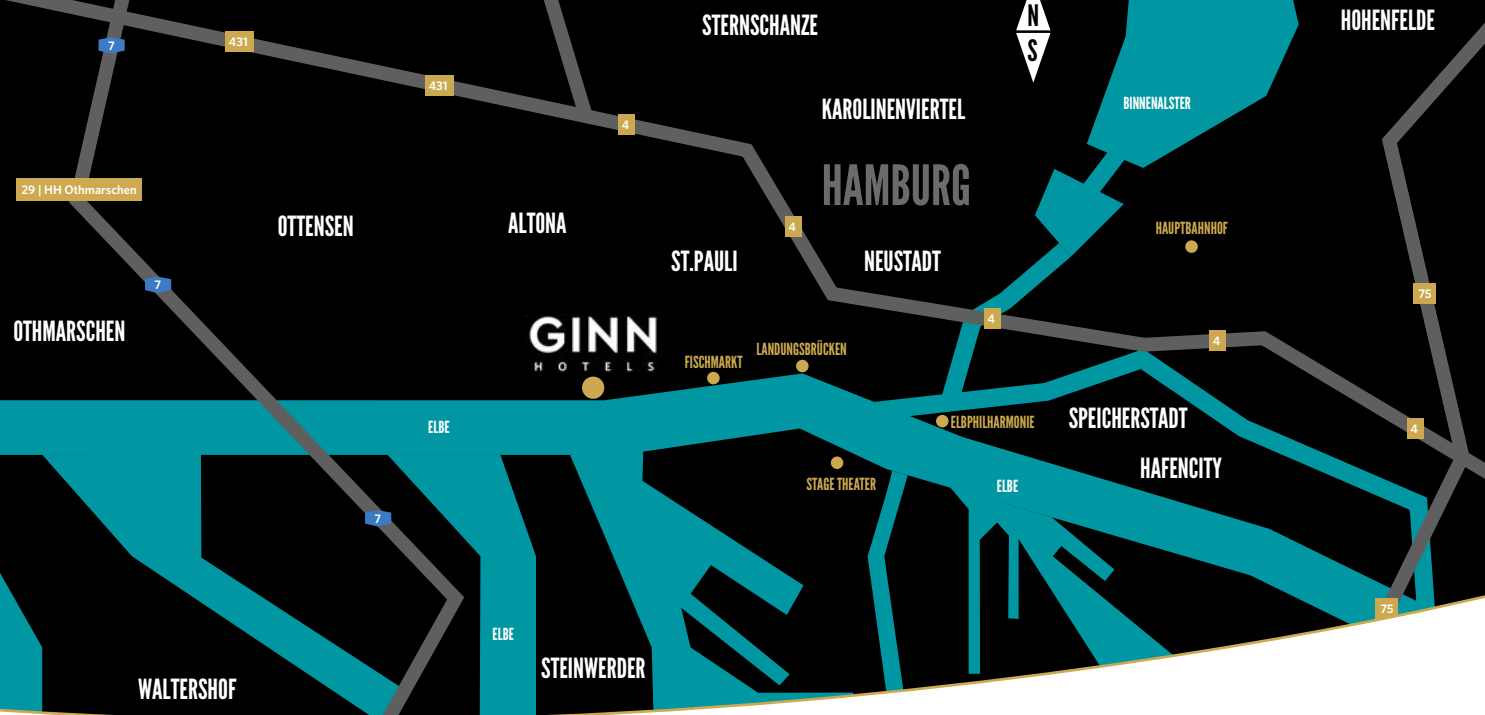 STERNSCHANZE
N
S
HOHENFELDE
7
431
431
4
KAROLINENVIERTEL
BINNENALSTER
HAMBURG
29 | HH Othmarschen
OTTENSEN
ALTONA
4
HAUPTBAHNHOF
ST.PAULI
NEUSTADT
7
75
4
OTHMARSCHEN
GINN
HOTELS
4
LANDUNGSBRÜCKEN
FISCHMARKT
ELBE
ELBPHILHARMONIE
SPEICHERSTADT
4
HAFENCITY
STAGE THEATER
ELBE
7
75
ELBE
STEINWERDER
WALTERSHOF